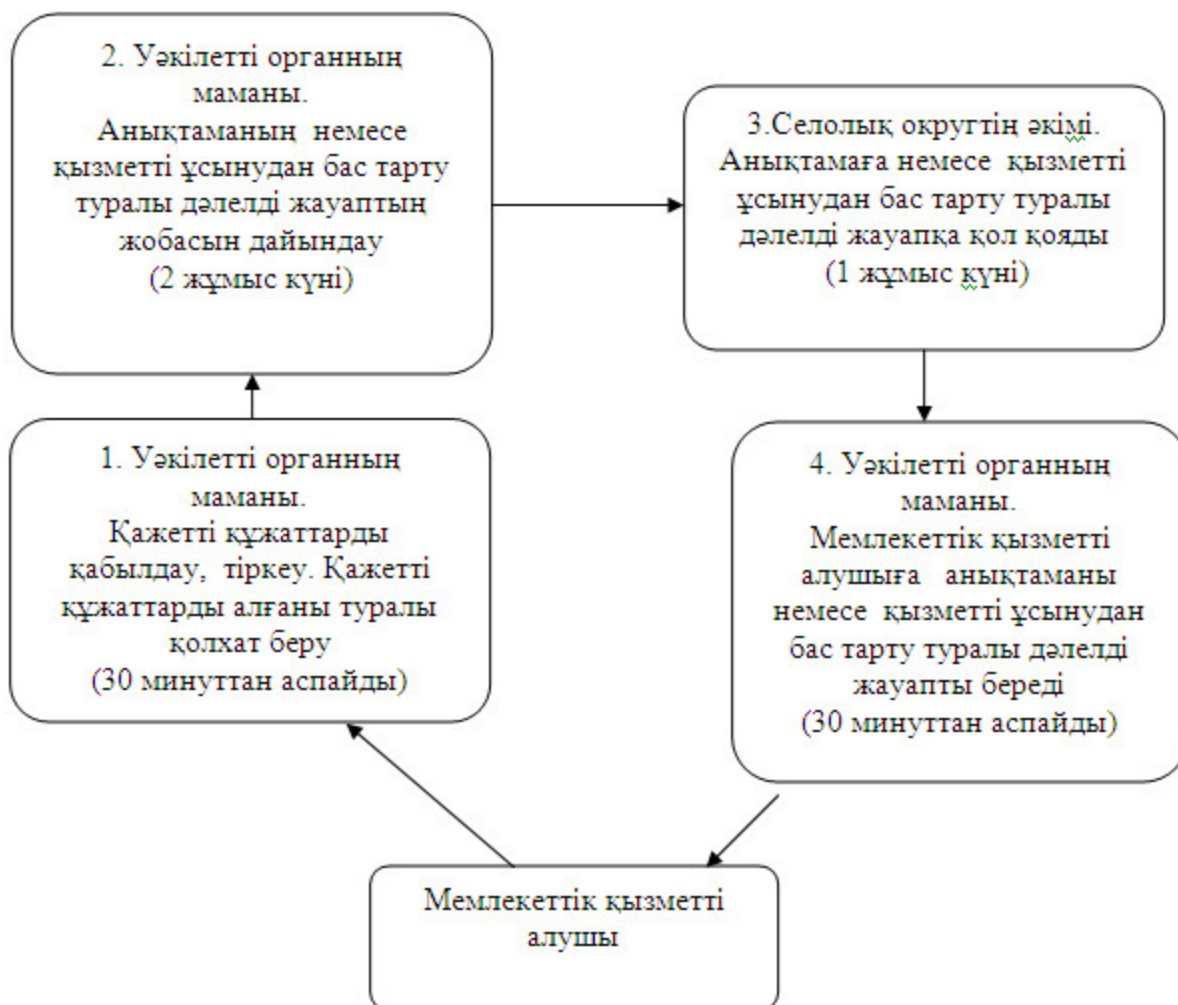 2. Уәкілетті органның
маманы.
Анықтаманың немесе
қызметті ұсынудан бас тарту
туралы дәлелді жауаптың
жобасын дайындау
(2 жұмыс күні)
3.Селолық округтің әкімі.
Анықтамаға немесе қызметті
ұсынудан бас тарту туралы
дәлелді жауапқа қол қояды
(1 жұмыс күні)
1. Уәкілетті органның
маманы.
Қажетті құжаттарды
қабылдау, тіркеу. Қажетті
құжаттарды алғаны туралы
қолхат беру
(30 минуттан аспайды)
4. Уәкілетті органның
маманы.
Мемлекеттік қызметті
алушыға анықтаманы
немесе қызметті ұсынудан
бас тарту туралы дәлелді
жауапты береді
(30 минуттан аспайды)
Мемлекеттік қызметті
алушы